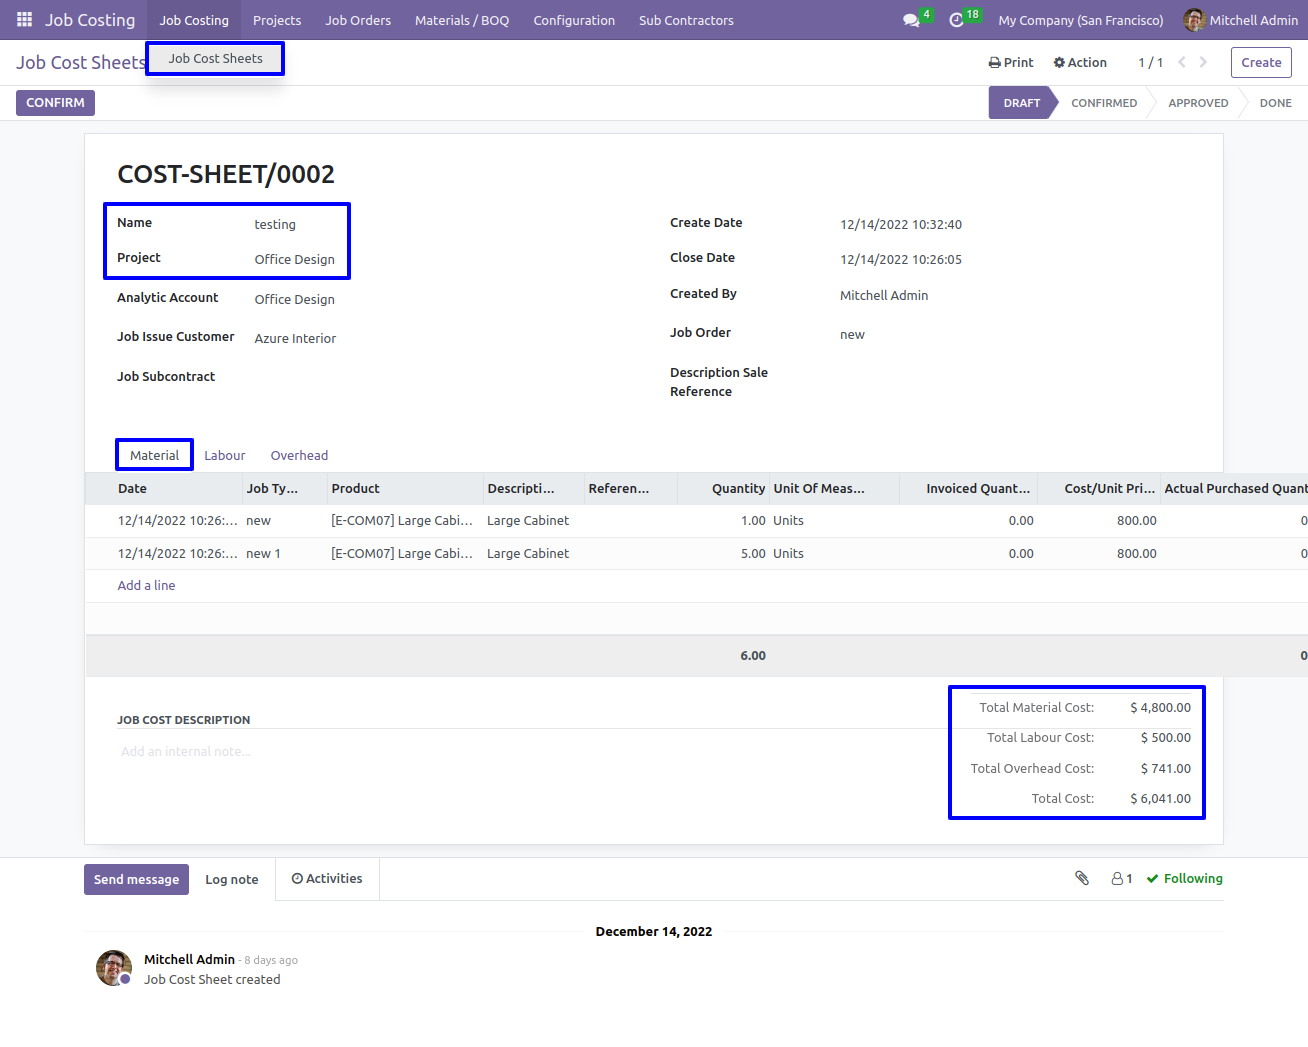 Job Costing Job Costing Projects Job Orders Materials / BOQ Configuration Sub Contractors 4 18 My Company (San Francisco) Mitchell Admin
Job Cost Sheets Job Cost Sheets Print Action 1 / 1 Create
CONFIRM DRAFT CONFIRMED APPROVED DONE
COST-SHEET/0002
Name testing Create Date 12/14/2022 10:32:40
Project Office Design Close Date 12/14/2022 10:26:05
Analytic Account Office Design Created By Mitchell Admin
Job Issue Customer Azure Interior Job Order new
Job Subcontract Description Sale
Reference
Material Labour Overhead
Date Job Ty... Product Descripti... Referen... Quantity Unit Of Meas... Invoiced Quant... Cost/Unit Pri... Actual Purchased Quant
12/14/2022 10:26:... new [E-COM07] Large Cabi... Large Cabinet 1.00 Units 0.00 800.00 0
12/14/2022 10:26:... new 1 [E-COM07] Large Cabi... Large Cabinet 5.00 Units 0.00 800.00 0
Add a line
6.00 0
Total Material Cost: $ 4,800.00
JOB COST DESCRIPTION
Total Labour Cost: $ 500.00
Add an internal note...
Total Overhead Cost: $ 741.00
Total Cost: $ 6,041.00
Send message Log note Activities 1 Following
December 14, 2022
Mitchell Admin - 8 days ago
Job Cost Sheet created